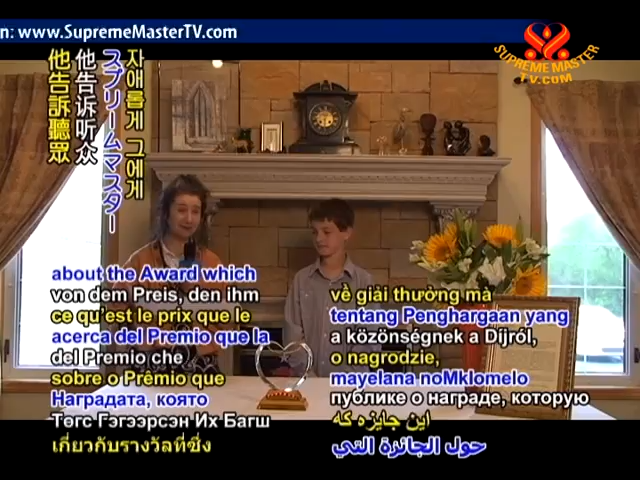 n: www.SupremeMasterTV.com
SUPREME MASTER
TV.COM
자애롭게 그에게
スプリームマスター
他告诉听众
他告訴聽眾
about the Award which
von dem Preis, den ihm
ce qu'est le prix que le
acerca del Premio que la
del Premio che
sobre o Prêmio que
Наградата, която
Төгс Гэгээрсэн Их Багш
เกี่ยวกับรางวัลที่ซึ่ง
về giải thưởng mà
tentang Penghargaan yang
a közönségnek a Díjról,
o nagrodzie,
mayelana noMklomelo
публике о награде, которую
این جایزه که
حول الجائزة التي